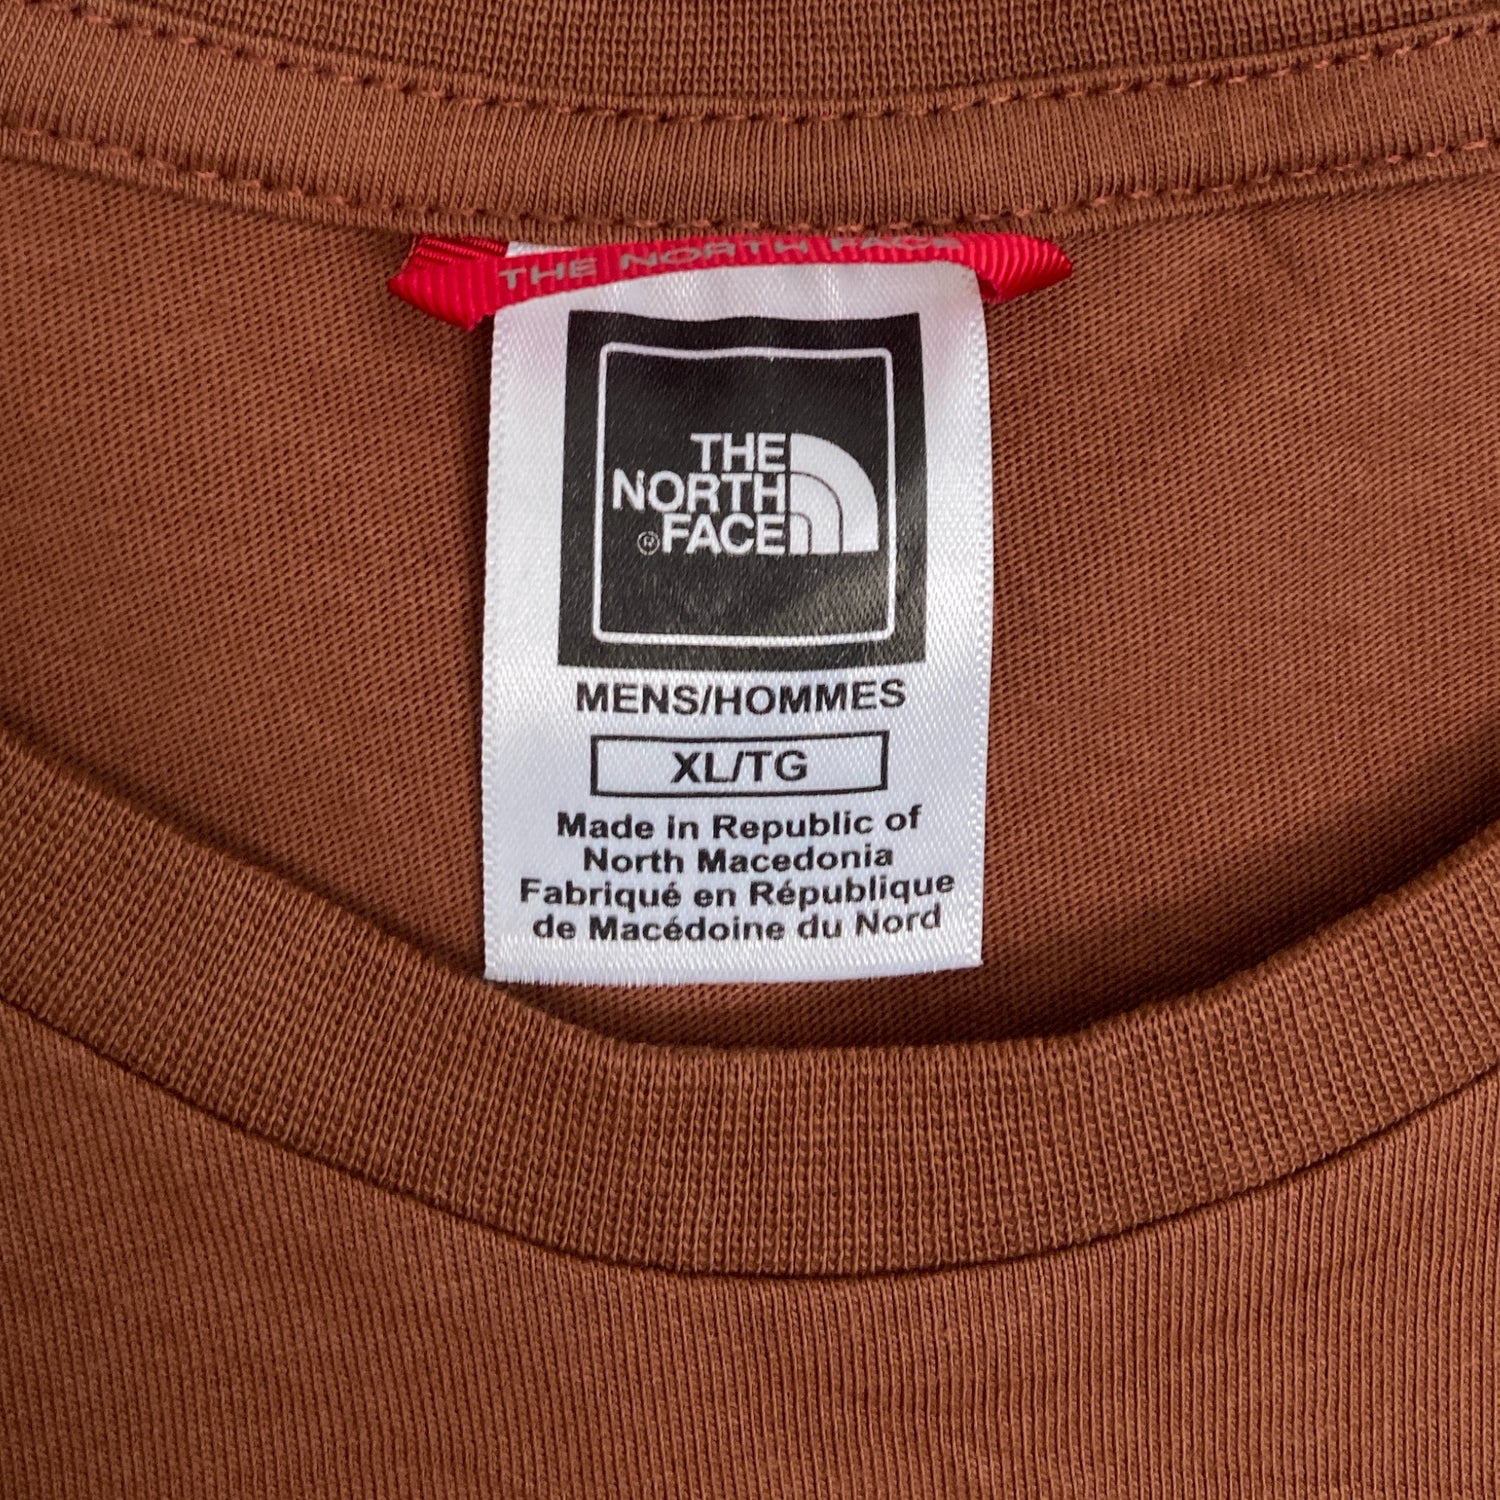 THE NORTH FACE
THE
NORTH
®FACE
MENS/HOMMES
XL/TG
Made in Republic of
North Macedonia
Fabriqué en République
de Macédoine du Nord